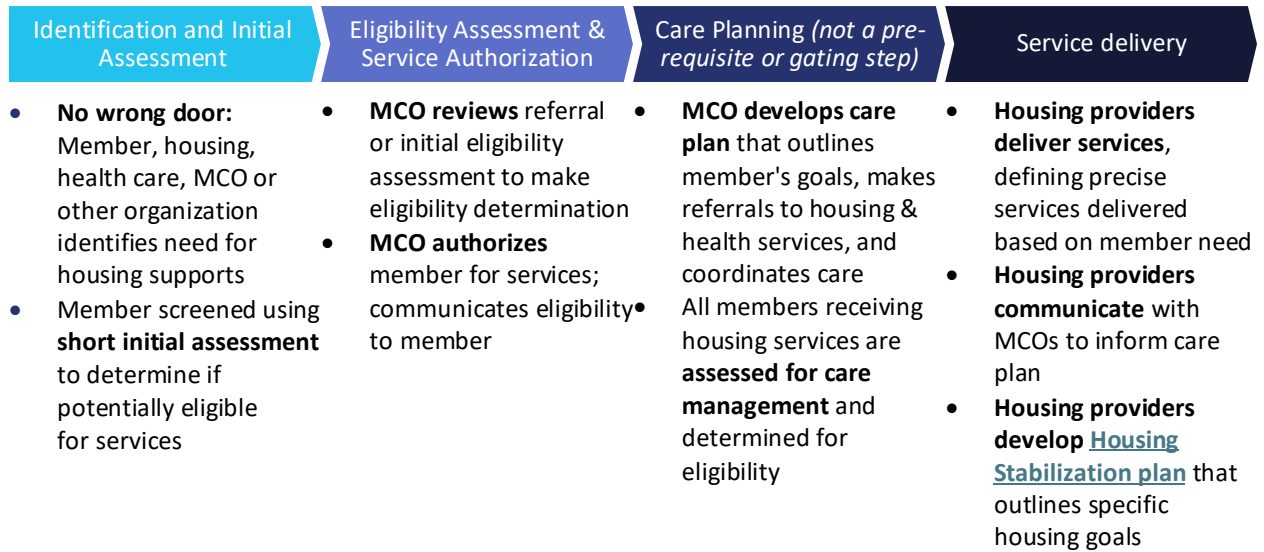 Identification and Initial
Assessment
Eligibility Assessment &
Service Authorization
Care Planning (not a pre-
requisite or gating step)
Service delivery
• No wrong door:
Member, housing,
health care, MCO or
other organization
identifies need for
housing supports
• Member screened using
short initial assessment
to determine if
potentially eligible
for services
• MCO reviews referral
or initial eligibility
assessment to make
eligibility determination
• MCO authorizes
member for services;
communicates eligibility
to member
• MCO develops care
plan that outlines
member's goals, makes
referrals to housing &
health services, and
coordinates care
• All members receiving
housing services are
assessed for care
management and
determined for
eligibility
• Housing providers
deliver services,
defining precise
services delivered
based on member need
• Housing providers
communicate with
MCOs to inform care
plan
• Housing providers
develop Housing
Stabilization plan that
outlines specific
housing goals